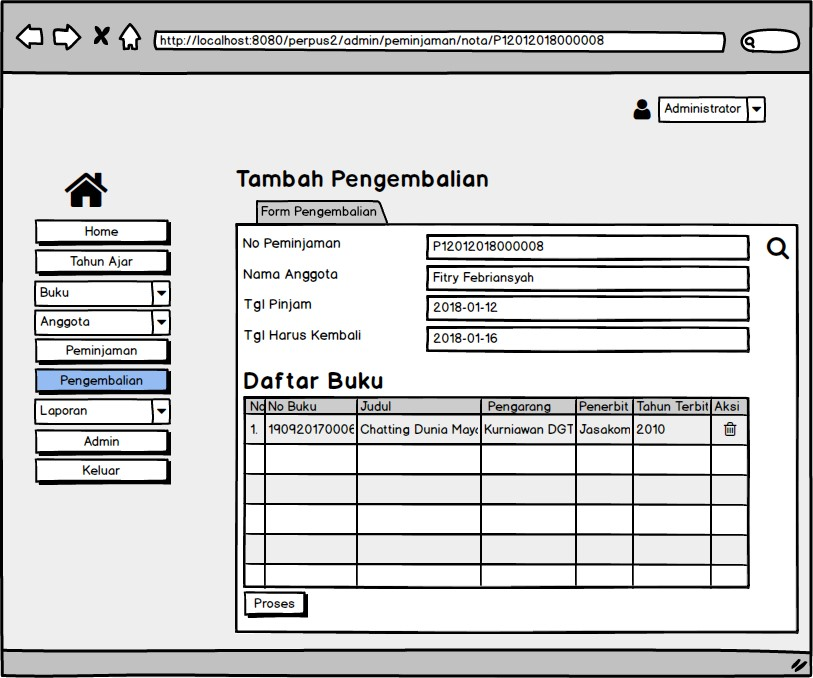 http://localhost:8080/perpus2/admin/peminjaman/nota/P12012018000008
Administrator
Home
Tahun Ajar
Buku
Anggota
Peminjaman
Pengembalian
Laporan
Admin
Keluar
Tambah Pengembalian
Form Pengembalian
No Peminjaman P12012018000008
Nama Anggota Fitry Febriansyah
Tgl Pinjam 2018-01-12
Tgl Harus Kembali 2018-01-16
Daftar Buku
No No Buku Judul Pengarang Penerbit Tahun Terbit Aksi
1. 190920170006 Chatting Dunia Maya Kurniawan DGT Jasakom 2010
Proses